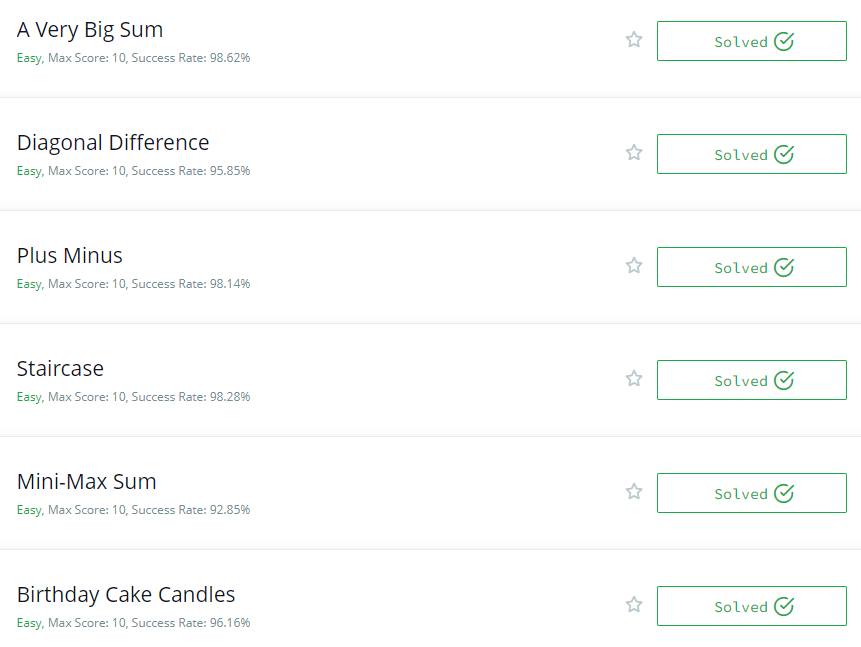 A Very Big Sum
Easy, Max Score: 10, Success Rate: 98.62%
Solved
Diagonal Difference
Easy, Max Score: 10, Success Rate: 95.85%
Solved
Plus Minus
Easy, Max Score: 10, Success Rate: 98.14%
Solved
Staircase
Easy, Max Score: 10, Success Rate: 98.28%
Solved
Mini-Max Sum
Easy, Max Score: 10, Success Rate: 92.85%
Solved
Birthday Cake Candles
Easy, Max Score: 10, Success Rate: 96.16%
Solved